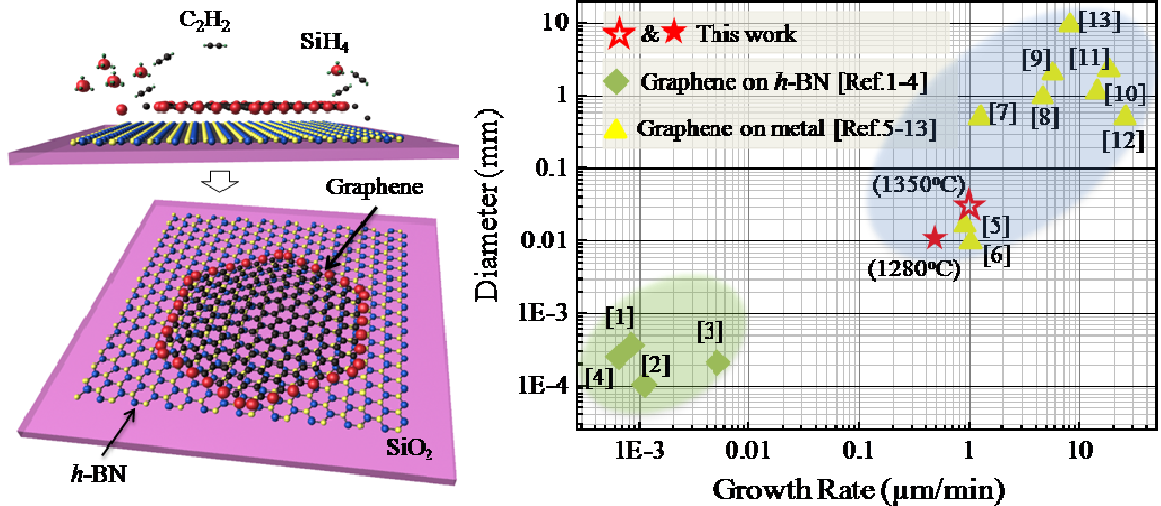 C₂H₂
SiH₄
Graphene
SiO₂
h-BN
Diameter (mm)
10
1
0.1
0.01
1E-3
1E-4
& This work
Graphene on h-BN [Ref.1-4]
Graphene on metal [Ref.5-13]
[13]
[9]
[11]
[7]
[8]
[10]
[12]
(1350°C)
[5]
[6]
(1280°C)
[1]
[3]
[2]
[4]
1E-3
0.01
0.1
1
10
Growth Rate (μm/min)